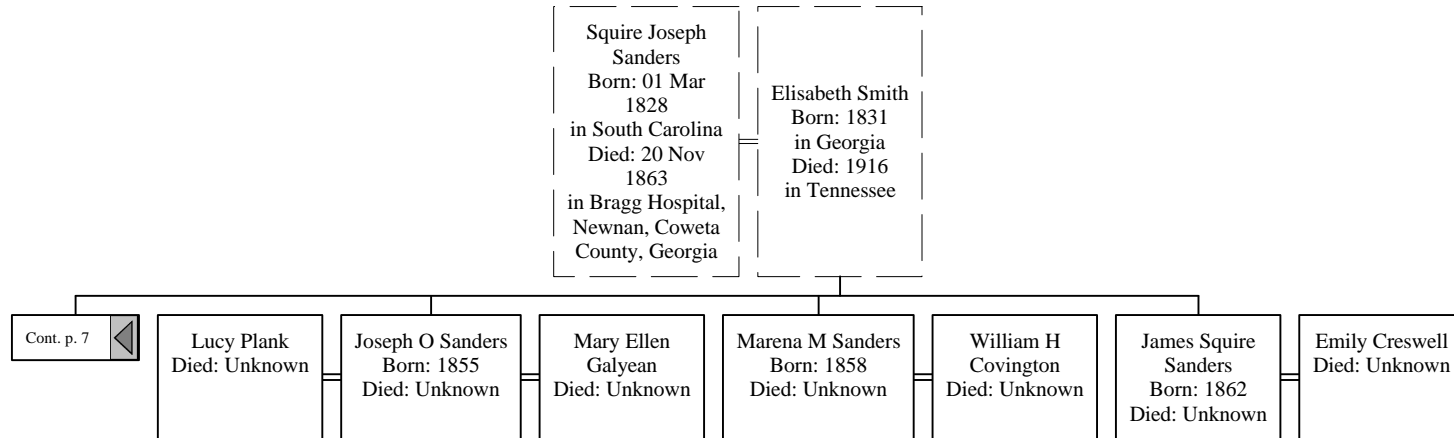 Squire Joseph
Sanders
Born: 01 Mar
1828
in South Carolina
Died: 20 Nov
1863
in Bragg Hospital,
Newnan, Coweta
County, Georgia
Elisabeth Smith
Born: 1831
in Georgia
Died: 1916
in Tennessee
Cont. p. 7
Lucy Plank
Died: Unknown
Joseph O Sanders
Born: 1855
Died: Unknown
Mary Ellen
Galyean
Died: Unknown
Marena M Sanders
Born: 1858
Died: Unknown
William H
Covington
Died: Unknown
James Squire
Sanders
Born: 1862
Died: Unknown
Emily Creswell
Died: Unknown